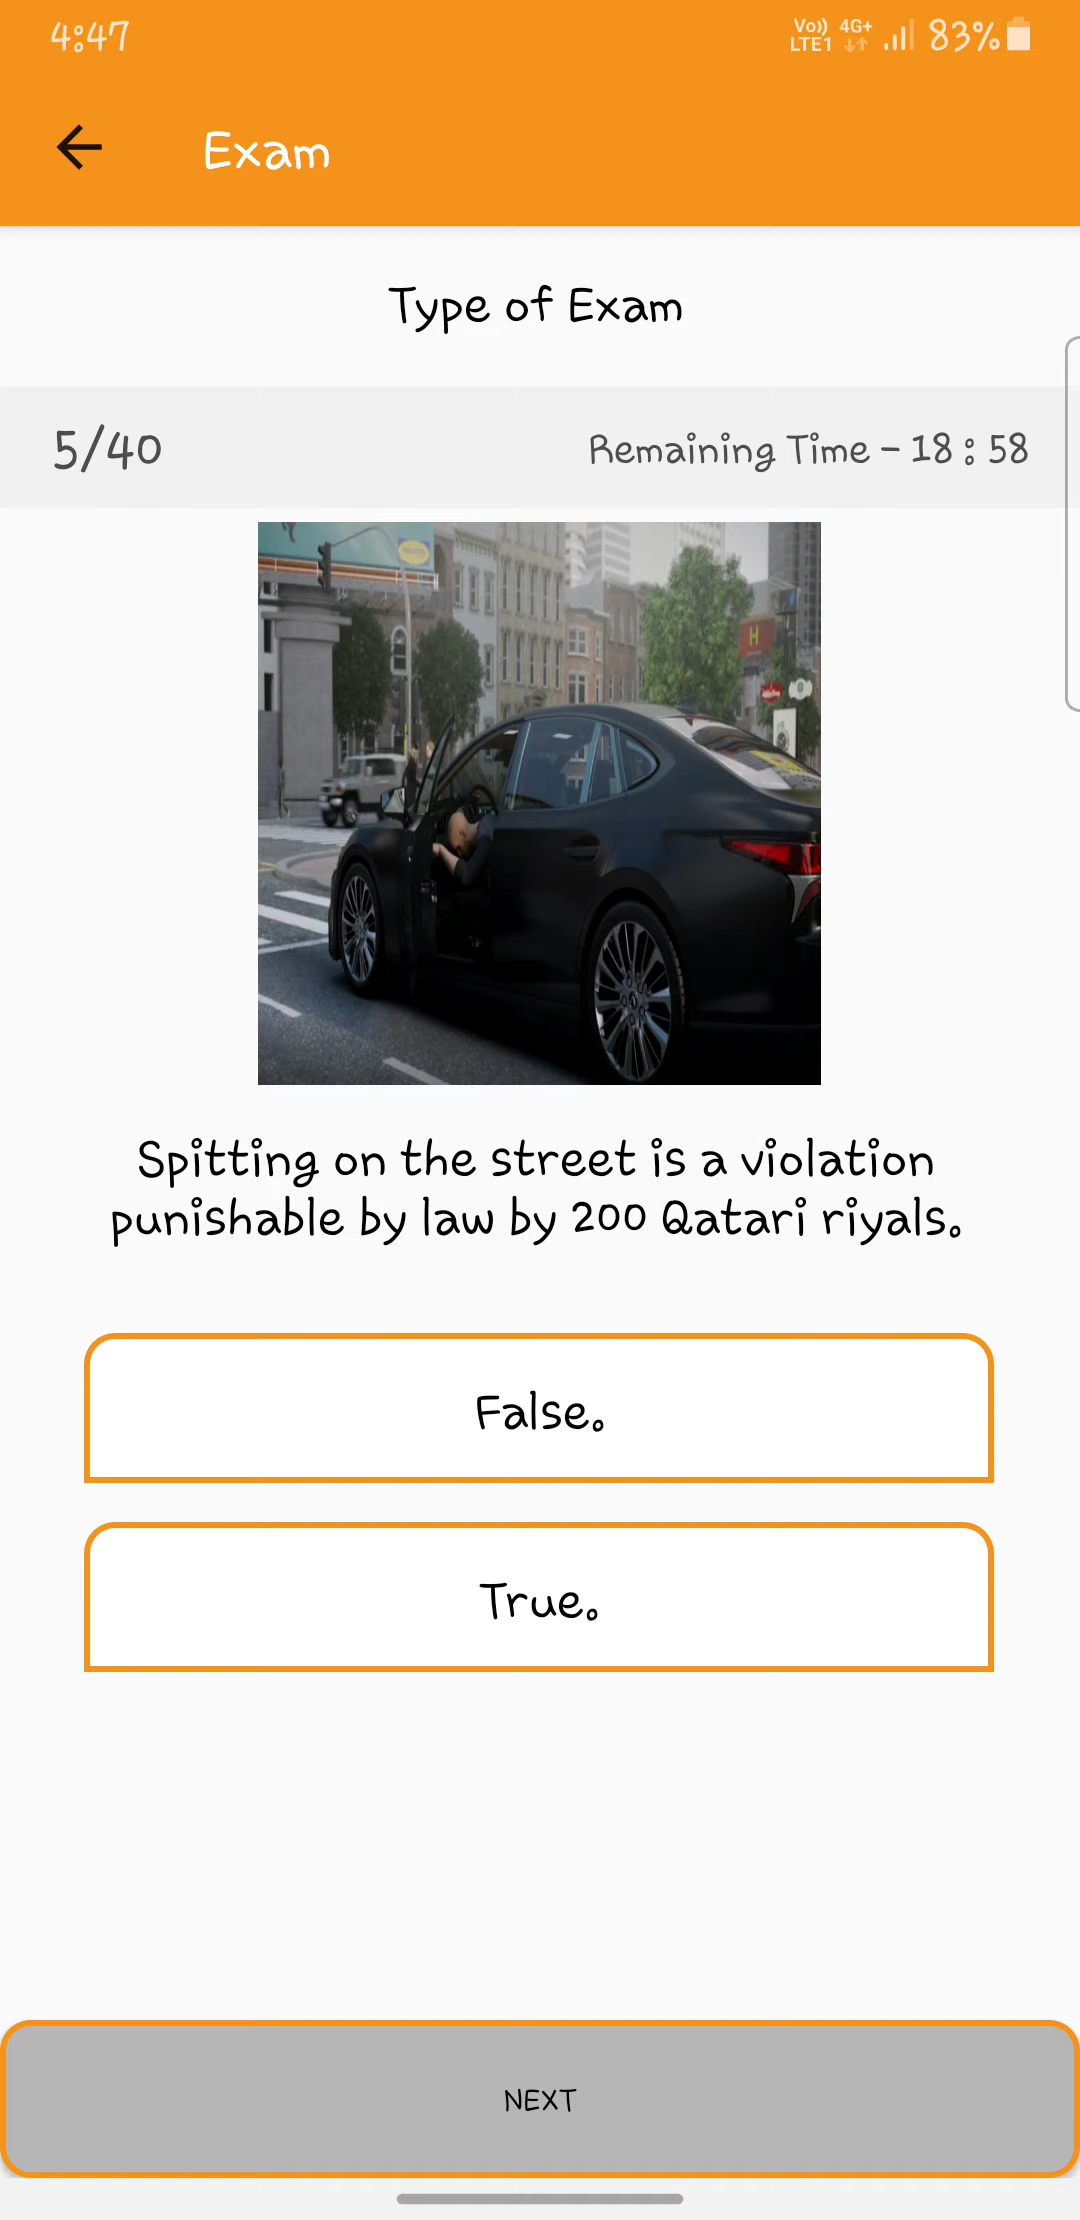 4:47
Vo)) 4G+
LTE1
83%
Exam
Type of Exam
5/40
Remaining Time - 18 : 58
H
Spitting on the street is a violation
punishable by law by 200 Qatari riyals.
False.
True.
NEXT